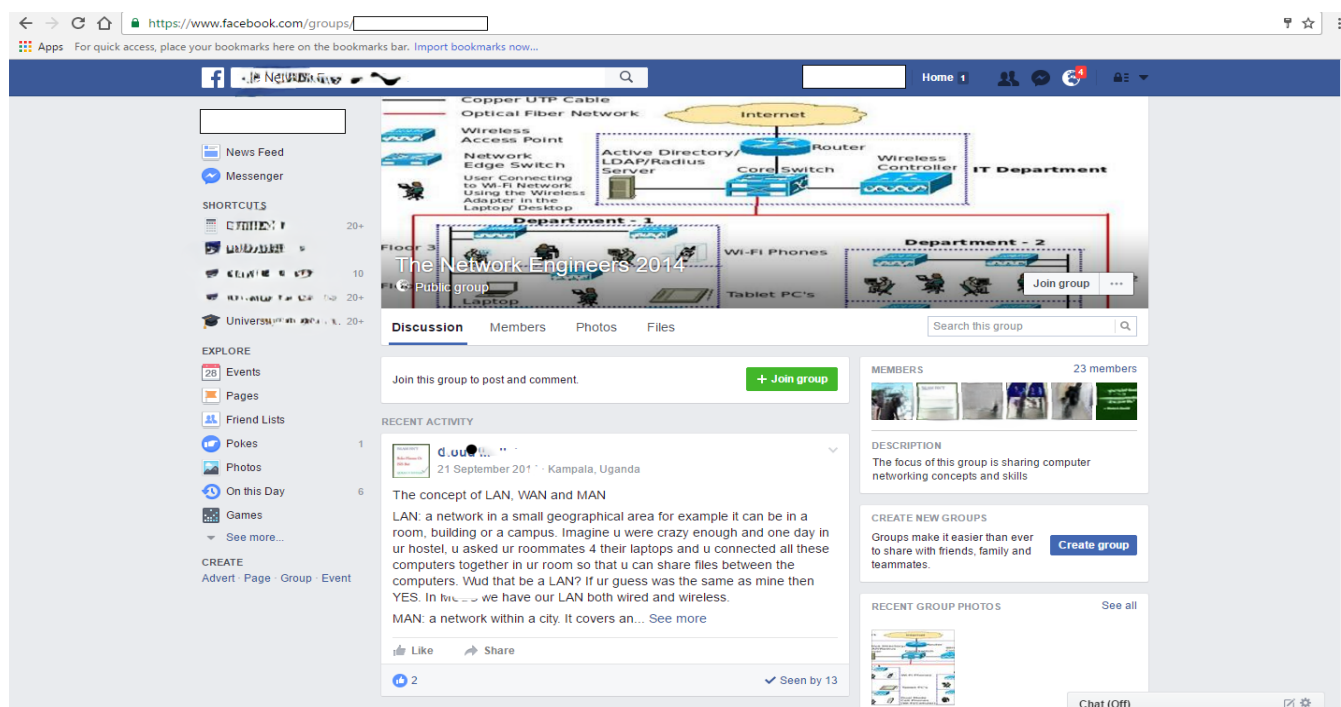 https://www.facebook.com/groups/
Apps For quick access, place your bookmarks here on the bookmarks bar. Import bookmarks now...
Home 1
4
News Feed
Messenger
SHORTCUTS
20+
10
20+
20+
EXPLORE
28 Events
Pages
Friend Lists
Pokes 1
Photos
On this Day 6
Games
See more...
CREATE
Advert · Page · Group · Event
Copper UTP Cable
Optical Fiber Network
Wireless
Access Point
Network
Edge Switch
User Connecting
to Wi-Fi Network
Using the Wireless
Adapter in the
Laptop/ Desktop
Internet
Router
Active Directory/
LDAP/Radius
Server
Core Switch
Wireless
Controller
IT Department
Department - 1
Floor 3
Wi-Fi Phones
Department - 2
Laptop
Tablet PC's
The Network Engineers 2014
Public group
Join group
Discussion Members Photos Files
Search this group
Join this group to post and comment.
+ Join group
RECENT ACTIVITY
21 September · Kampala, Uganda
The concept of LAN, WAN and MAN
LAN: a network in a small geographical area for example it can be in a
room, building or a campus. Imagine u were crazy enough and one day in
ur hostel, u asked ur roommates 4 their laptops and u connected all these
computers together in ur room so that u can share files between the
computers. Wud that be a LAN? If ur guess was the same as mine then
YES. In we have our LAN both wired and wireless.
MAN: a network within a city. It covers an... See more
Like Share
2
Seen by 13
MEMBERS 23 members
DESCRIPTION
The focus of this group is sharing computer
networking concepts and skills
CREATE NEW GROUPS
Groups make it easier than ever
to share with friends, family and
teammates.
Create group
RECENT GROUP PHOTOS See all
Chat (Off)